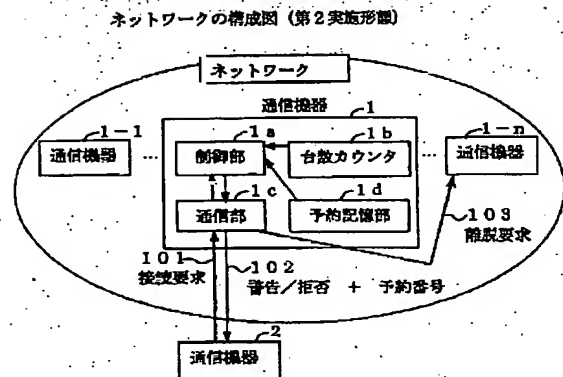 ネットワークの構成図（第２実施形態）
ネットワーク
通信機器
1
1-1
1a
1b
1-n
通信機器
…
制御部
台数カウンタ
…
通信機器
1c
1d
通信部
予約記憶部
103
離脱要求
101
接続要求
102
警告／拒否 ＋ 予約番号
2
通信機器